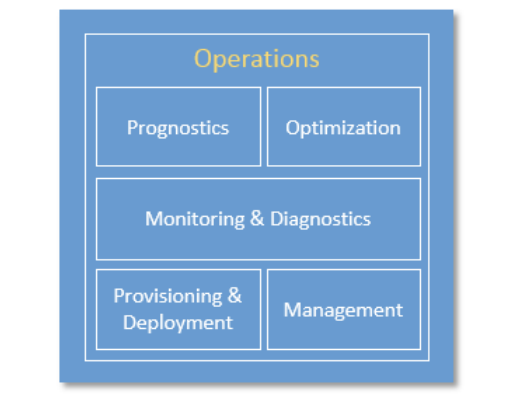 Operations
Prognostics
Optimization
Monitoring & Diagnostics
Provisioning &
Deployment
Management